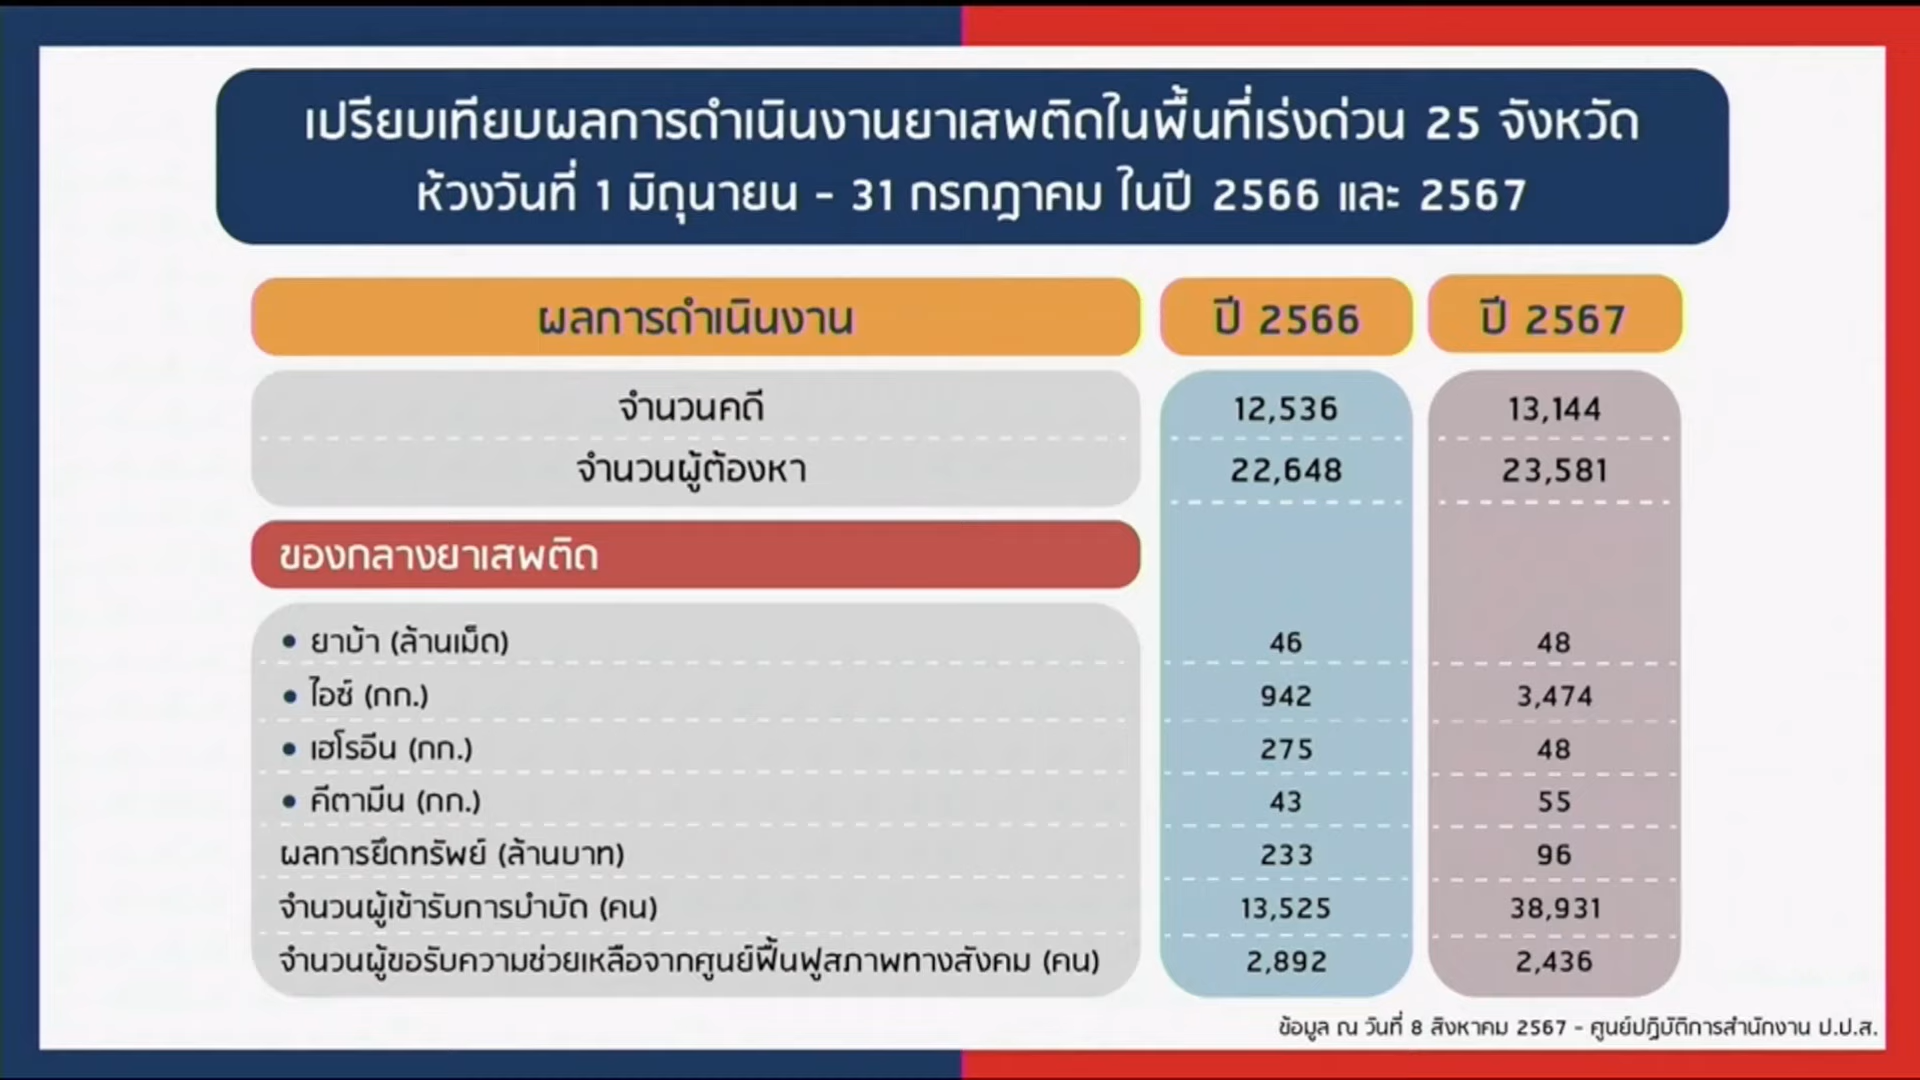 เปรียบเทียบผลการดำเนินงานยาเสพติดในพื้นที่เร่งด่วน 25 จังหวัด
ห้วงวันที่ 1 มิถุนายน - 31 กรกฎาคม ในปี 2566 และ 2567
ผลการดำเนินงาน ปี 2566 ปี 2567
จำนวนคดี 12,536 13,144
จำนวนผู้ต้องหา 22,648 23,581
ของกลางยาเสพติด
• ยาบ้า (ล้านเม็ด) 46 48
• ไอซ์ (กก.) 942 3,474
• เฮโรอีน (กก.) 275 48
• คีตามีน (กก.) 43 55
ผลการยึดทรัพย์ (ล้านบาท) 233 96
จำนวนผู้เข้ารับการบำบัด (คน) 13,525 38,931
จำนวนผู้ขอรับความช่วยเหลือจากศูนย์ฟื้นฟูสภาพทางสังคม (คน) 2,892 2,436
ข้อมูล ณ วันที่ 8 สิงหาคม 2567 - ศูนย์ปฏิบัติการสำนักงาน ป.ป.ส.